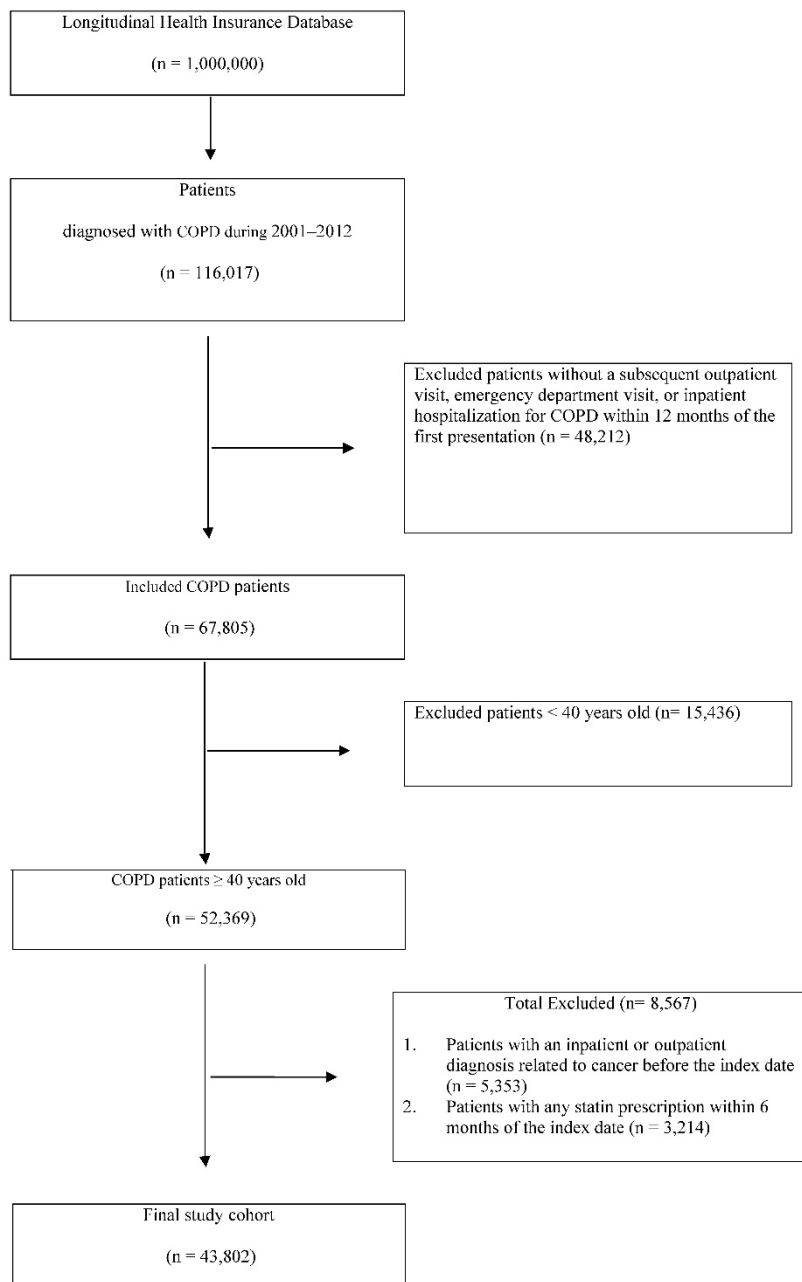 Longitudinal Health Insurance Database
(n = 1,000,000)
Patients
diagnosed with COPD during 2001–2012
(n = 116,017)
Excluded patients without a subsequent outpatient
visit, emergency department visit, or inpatient
hospitalization for COPD within 12 months of the
first presentation (n = 48,212)
Included COPD patients
(n = 67,805)
Excluded patients < 40 years old (n= 15,436)
COPD patients ≥ 40 years old
(n = 52,369)
Total Excluded (n= 8,567)
1. Patients with an inpatient or outpatient
diagnosis related to cancer before the index date
(n = 5,353)
2. Patients with any statin prescription within 6
months of the index date (n = 3,214)
Final study cohort
(n = 43,802)